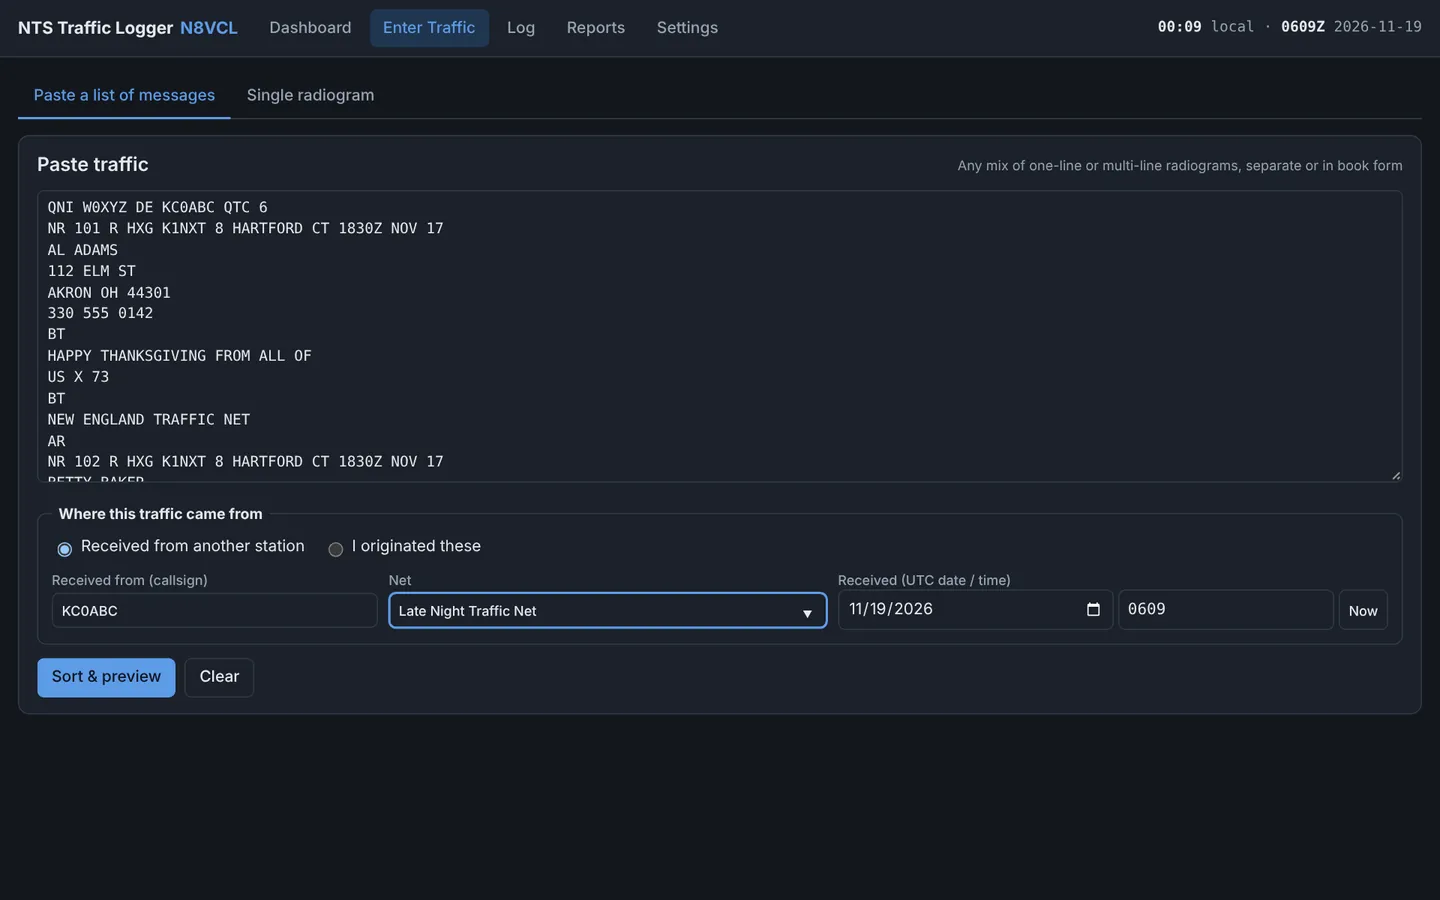 NTS Traffic Logger N8VCL Dashboard Enter Traffic Log Reports Settings 00:09 local · 0609Z 2026-11-19
Paste a list of messages Single radiogram
Paste traffic Any mix of one-line or multi-line radiograms, separate or in book form
QNI W0XYZ DE KC0ABC QTC 6
NR 101 R HXG K1NXT 8 HARTFORD CT 1830Z NOV 17
AL ADAMS
112 ELM ST
AKRON OH 44301
330 555 0142
BT
HAPPY THANKSGIVING FROM ALL OF
US X 73
BT
NEW ENGLAND TRAFFIC NET
AR
NR 102 R HXG K1NXT 8 HARTFORD CT 1830Z NOV 17
BETTY BAKER
Where this traffic came from
Received from another station I originated these
Received from (callsign) Net Received (UTC date / time)
KC0ABC Late Night Traffic Net 11/19/2026 0609 Now
Sort & preview Clear